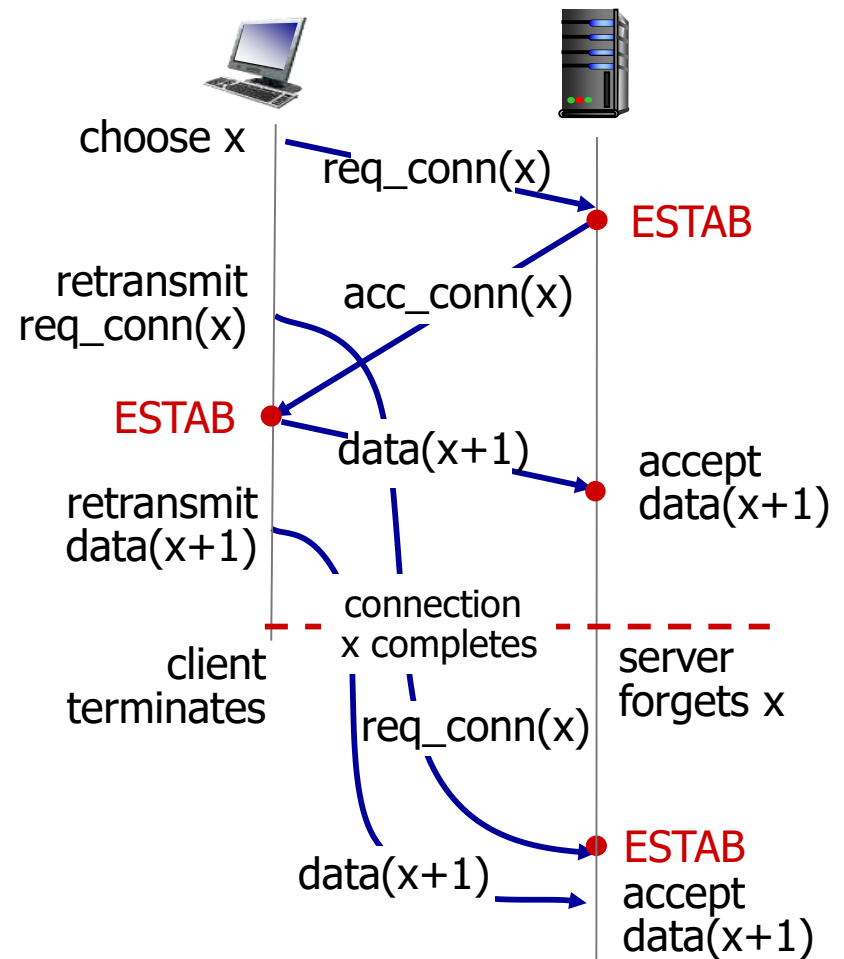 choose x
req_conn(x)
ESTAB
retransmit
req_conn(x)
acc_conn(x)
ESTAB
data(x+1)
accept
data(x+1)
retransmit
data(x+1)
connection
x completes
client
terminates
server
forgets x
req_conn(x)
ESTAB
data(x+1)
accept
data(x+1)